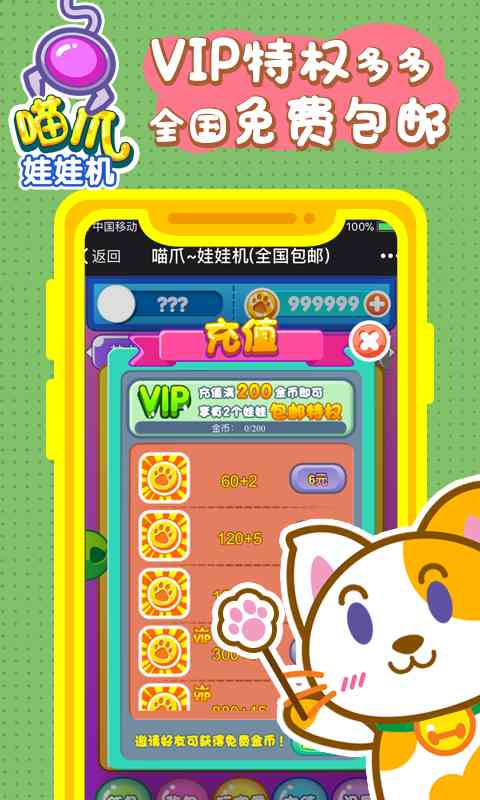 喵爪
娃娃机
VIP特权多多
全国免费包邮
中国移动
100%
返回
喵爪~娃娃机(全国包邮)
???
999999
充值
VIP
充值满200金币即可
享有2个娃娃包邮特权
金币: 0/200
60+2
6元
120+5
VIP
300
VIP
邀请好友可获得免费金币！